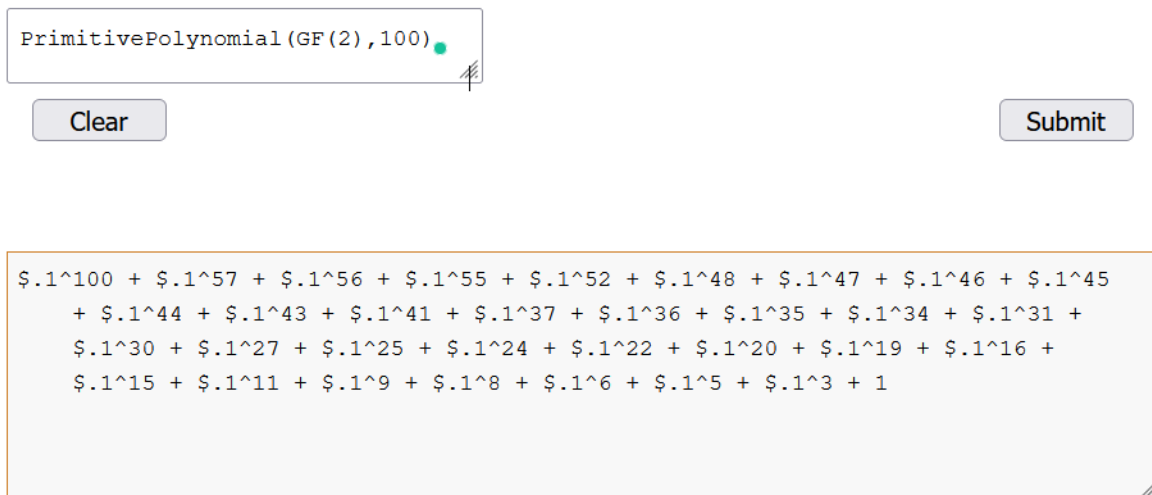 PrimitivePolynomial(GF(2),100)
Clear
Submit
$.1^100 + $.1^57 + $.1^56 + $.1^55 + $.1^52 + $.1^48 + $.1^47 + $.1^46 + $.1^45
+ $.1^44 + $.1^43 + $.1^41 + $.1^37 + $.1^36 + $.1^35 + $.1^34 + $.1^31 +
$.1^30 + $.1^27 + $.1^25 + $.1^24 + $.1^22 + $.1^20 + $.1^19 + $.1^16 +
$.1^15 + $.1^11 + $.1^9 + $.1^8 + $.1^6 + $.1^5 + $.1^3 + 1